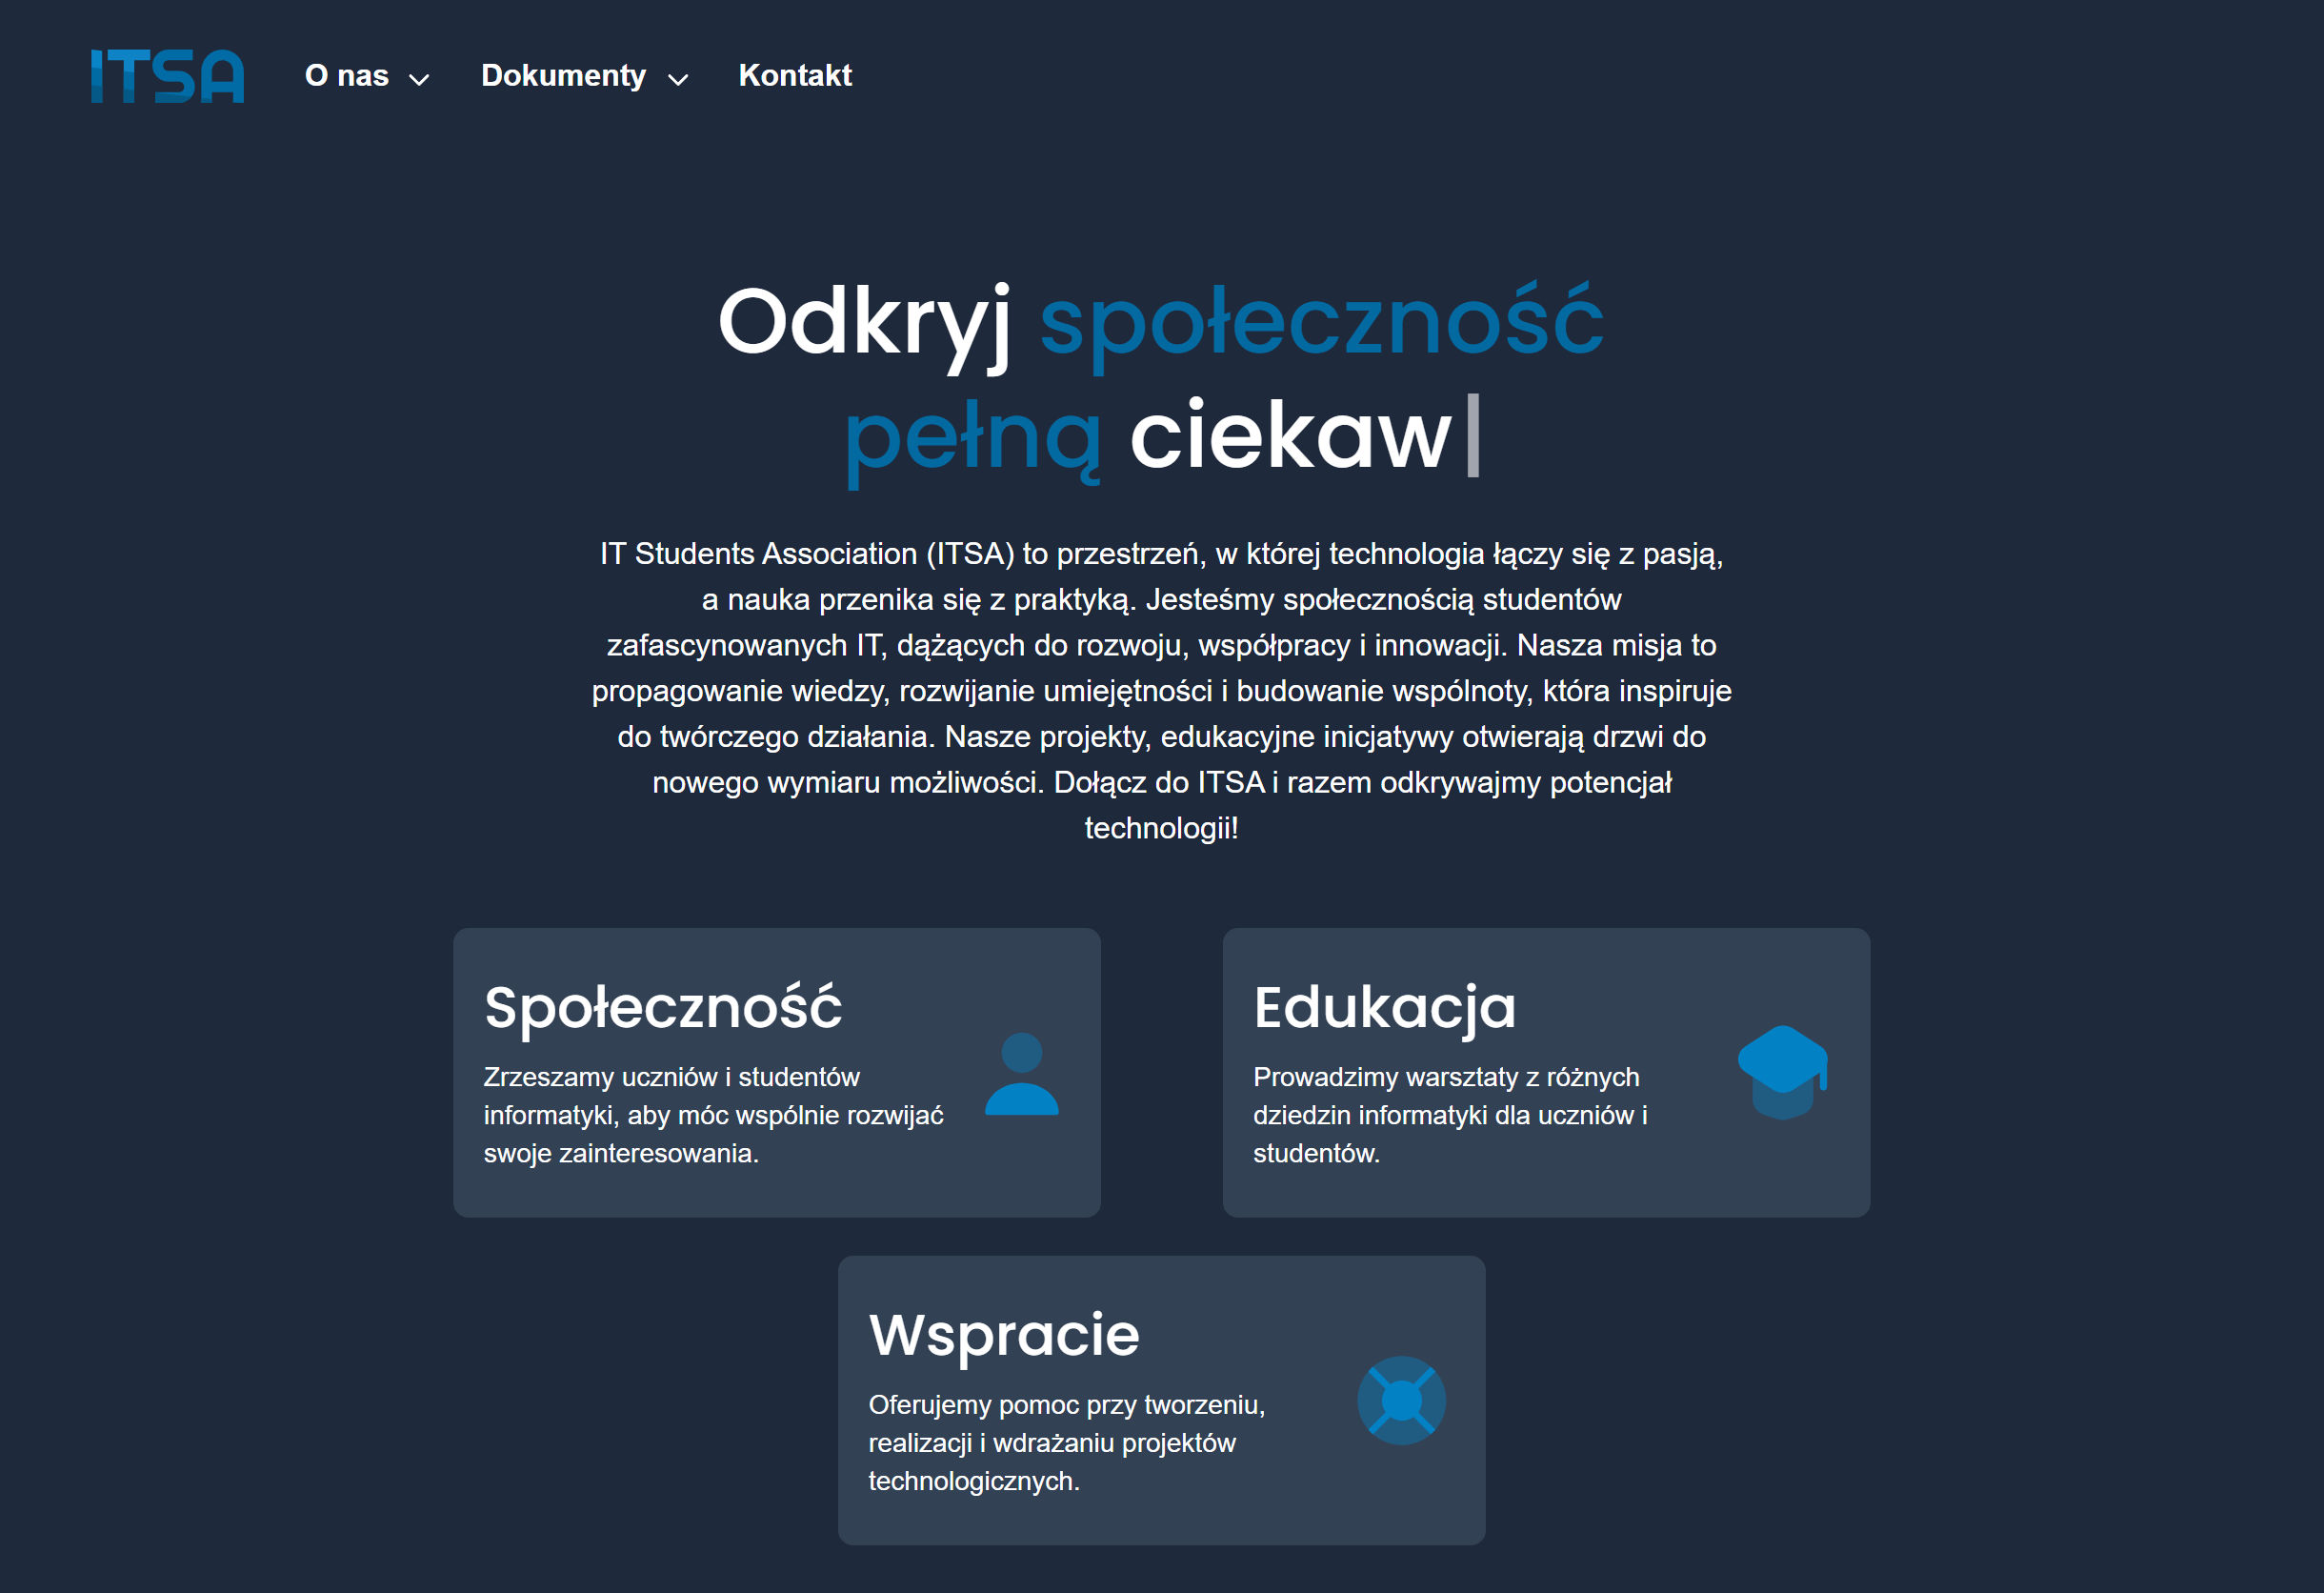 ITSA O nas Dokumenty Kontakt
Odkryj społeczność
pełną ciekaw
IT Students Association (ITSA) to przestrzeń, w której technologia łączy się z pasją,
a nauka przenika się z praktyką. Jesteśmy społecznością studentów
zafascynowanych IT, dążących do rozwoju, współpracy i innowacji. Nasza misja to
propagowanie wiedzy, rozwijanie umiejętności i budowanie wspólnoty, która inspiruje
do twórczego działania. Nasze projekty, edukacyjne inicjatywy otwierają drzwi do
nowego wymiaru możliwości. Dołącz do ITSA i razem odkrywajmy potencjał
technologii!
Społeczność
Zrzeszamy uczniów i studentów
informatyki, aby móc wspólnie rozwijać
swoje zainteresowania.
Edukacja
Prowadzimy warsztaty z różnych
dziedzin informatyki dla uczniów i
studentów.
Wspracie
Oferujemy pomoc przy tworzeniu,
realizacji i wdrażaniu projektów
technologicznych.